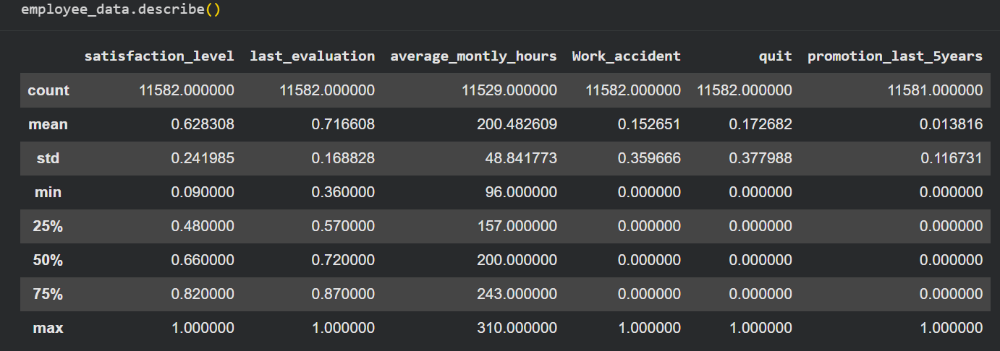 employee_data.describe()
satisfaction_level last_evaluation average_montly_hours Work_accident quit promotion_last_5years
count 11582.000000 11582.000000 11529.000000 11582.000000 11582.000000 11581.000000
mean 0.628308 0.716608 200.482609 0.152651 0.172682 0.013816
std 0.241985 0.168828 48.841773 0.359666 0.377988 0.116731
min 0.090000 0.360000 96.000000 0.000000 0.000000 0.000000
25% 0.480000 0.570000 157.000000 0.000000 0.000000 0.000000
50% 0.660000 0.720000 200.000000 0.000000 0.000000 0.000000
75% 0.820000 0.870000 243.000000 0.000000 0.000000 0.000000
max 1.000000 1.000000 310.000000 1.000000 1.000000 1.000000